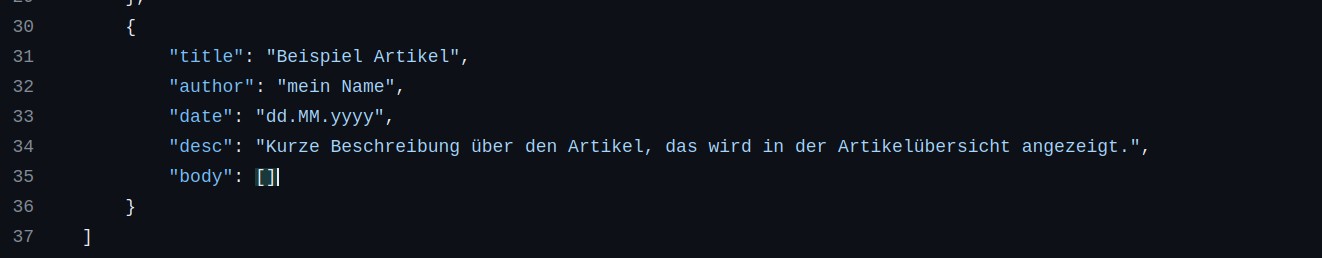 29        },
30        {
31            "title": "Beispiel Artikel",
32            "author": "mein Name",
33            "date": "dd.MM.yyyy",
34            "desc": "Kurze Beschreibung über den Artikel, das wird in der Artikelübersicht angezeigt.",
35            "body": []
36        }
37    ]